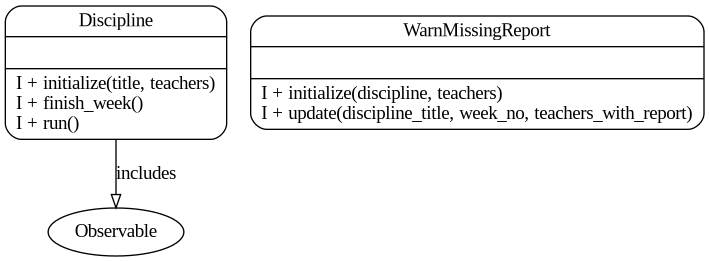 Discipline
I + initialize(title, teachers)
I + finish_week()
I + run()
WarnMissingReport
I + initialize(discipline, teachers)
I + update(discipline_title, week_no, teachers_with_report)
includes
Observable